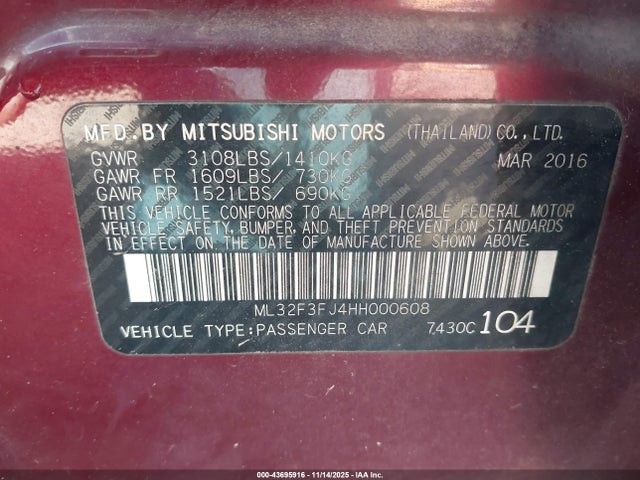 MFD.BY MITSUBISHI MOTORS (THAILAND)CO.,LTD.
GVWR 3108LBS/1410KG MAR 2016
GAWR FR 1609LBS/ 730KG
GAWR RR 1521LBS/ 690KG
THIS VEHICLE CONFORMS TO ALL APPLICABLE FEDERAL MOTOR
VEHICLE SAFETY, BUMPER, AND THEFT PREVENTION STANDARDS
IN EFFECT ON THE DATE OF MANUFACTURE SHOWN ABOVE.
ML32F3FJ4HH000608
VEHICLE TYPE:PASSENGER CAR 7430C 104
000-43695916 - 11/14/2025 - IAA Corp.